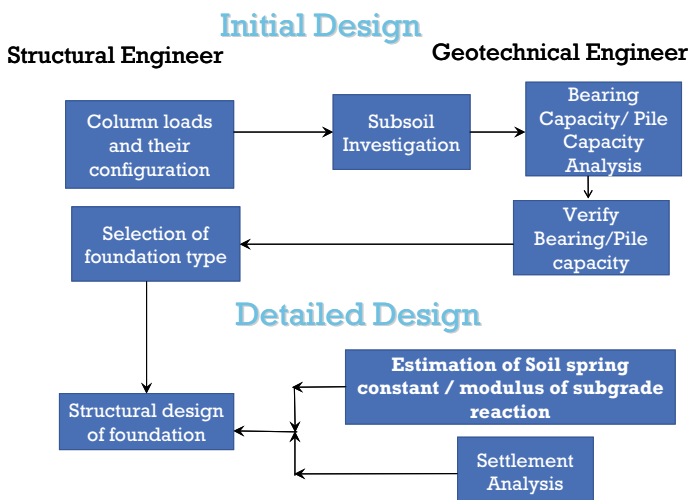 Initial Design
Structural Engineer
Geotechnical Engineer
Column loads
and their
configuration
Subsoil
Investigation
Bearing
Capacity/ Pile
Capacity
Analysis
Selection of
foundation type
Verify
Bearing/Pile
capacity
Detailed Design
Estimation of Soil spring
constant / modulus of subgrade
reaction
Structural design
of foundation
Settlement
Analysis